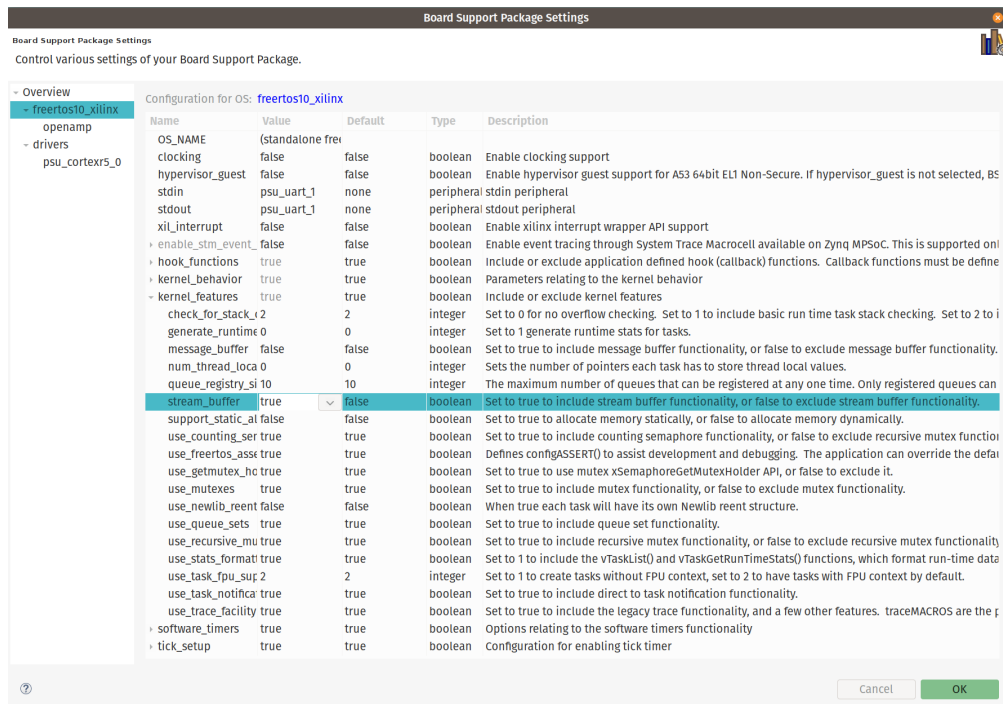 Board Support Package Settings
Board Support Package Settings
Control various settings of your Board Support Package.
Overview
freertos10_xilinx
openamp
drivers
psu_cortexr5_0
Configuration for OS: freertos10_xilinx
Name Value Default Type Description
OS_NAME (standalone free
clocking false false boolean Enable clocking support
hypervisor_guest false false boolean Enable hypervisor guest support for A53 64bit EL1 Non-Secure. If hypervisor_guest is not selected, BS
stdin psu_uart_1 none peripheral stdin peripheral
stdout psu_uart_1 none peripheral stdout peripheral
xil_interrupt false false boolean Enable xilinx interrupt wrapper API support
enable_stm_event_ false false boolean Enable event tracing through System Trace Macrocell available on Zynq MPSoC. This is supported onl
hook_functions true true boolean Include or exclude application defined hook (callback) functions. Callback functions must be define
kernel_behavior true true boolean Parameters relating to the kernel behavior
kernel_features true true boolean Include or exclude kernel features
check_for_stack_ 2 2 integer Set to 0 for no overflow checking. Set to 1 to include basic run time task stack checking. Set to 2 to i
generate_runtime 0 0 integer Set to 1 generate runtime stats for tasks.
message_buffer false false boolean Set to true to include message buffer functionality, or false to exclude message buffer functionality.
num_thread_loca 0 0 integer Sets the number of pointers each task has to store thread local values.
queue_registry_si 10 10 integer The maximum number of queues that can be registered at any one time. Only registered queues can
stream_buffer true false boolean Set to true to include stream buffer functionality, or false to exclude stream buffer functionality.
support_static_al false false boolean Set to true to allocate memory statically, or false to allocate memory dynamically.
use_counting_ser true true boolean Set to true to include counting semaphore functionality, or false to exclude recursive mutex function
use_freertos_asse true true boolean Defines configASSERT() to assist development and debugging. The application can override the defau
use_getmutex_ho true true boolean Set to true to use mutex xSemaphoreGetMutexHolder API, or false to exclude it.
use_mutexes true true boolean Set to true to include mutex functionality, or false to exclude mutex functionality.
use_newlib_reent false false boolean When true each task will have its own Newlib reent structure.
use_queue_sets true true boolean Set to true to include queue set functionality.
use_recursive_mu true true boolean Set to true to include recursive mutex functionality, or false to exclude recursive mutex functionality
use_stats_formatt true true boolean Set to 1 to include the vTaskList() and vTaskGetRunTimeStats() functions, which format run-time data
use_task_fpu_sup 2 2 integer Set to 1 to create tasks without FPU context, set to 2 to have tasks with FPU context by default.
use_task_notifica true true boolean Set to true to include direct to task notification functionality.
use_trace_facility true true boolean Set to true to include the legacy trace functionality, and a few other features. traceMACROS are the p
software_timers true true boolean Options relating to the software timers functionality
tick_setup true true boolean Configuration for enabling tick timer
Cancel OK